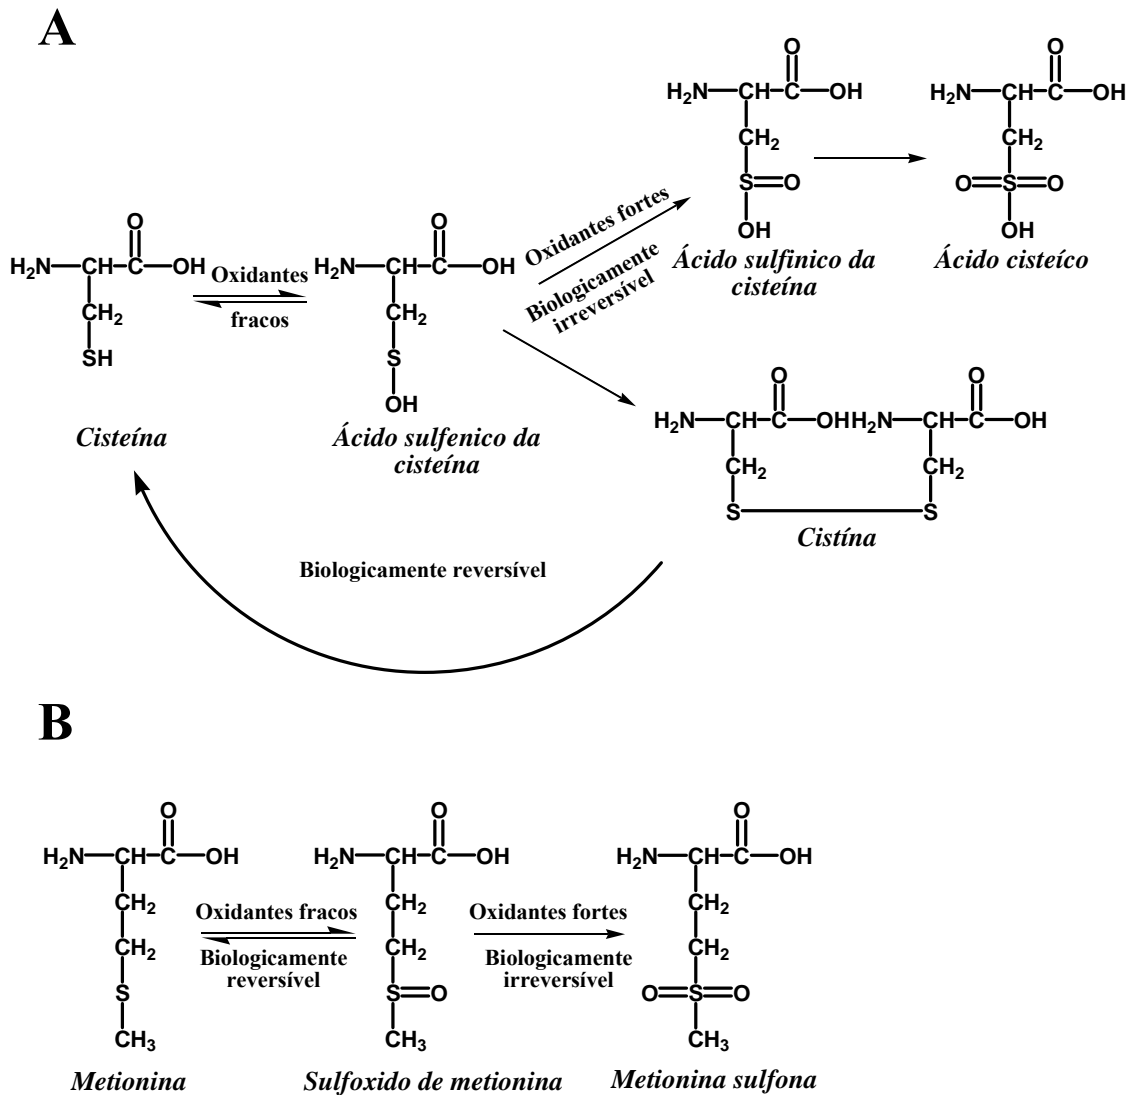 A
O
H₂N—CH—C—OH
CH₂
S=O
OH
Ácido sulfinico da
cisteína
O
H₂N—CH—C—OH
CH₂
O=S=O
OH
Ácido cisteíco
O
H₂N—CH—C—OH
CH₂
SH
Cisteína
Oxidantes
fracos
O
H₂N—CH—C—OH
CH₂
S
OH
Ácido sulfenico da
cisteína
Oxidantes fortes
Biologicamente
irreversível
O
H₂N—CH—C—OH
CH₂
S
O
H₂N—CH—C—OH
CH₂
S
Cistína
Biologicamente reversível
B
O
H₂N—CH—C—OH
CH₂
CH₂
S
CH₃
Metionina
Oxidantes fracos
Biologicamente
reversível
O
H₂N—CH—C—OH
CH₂
CH₂
S=O
CH₃
Sulfoxido de metionina
Oxidantes fortes
Biologicamente
irreversível
O
H₂N—CH—C—OH
CH₂
CH₂
O=S=O
CH₃
Metionina sulfona